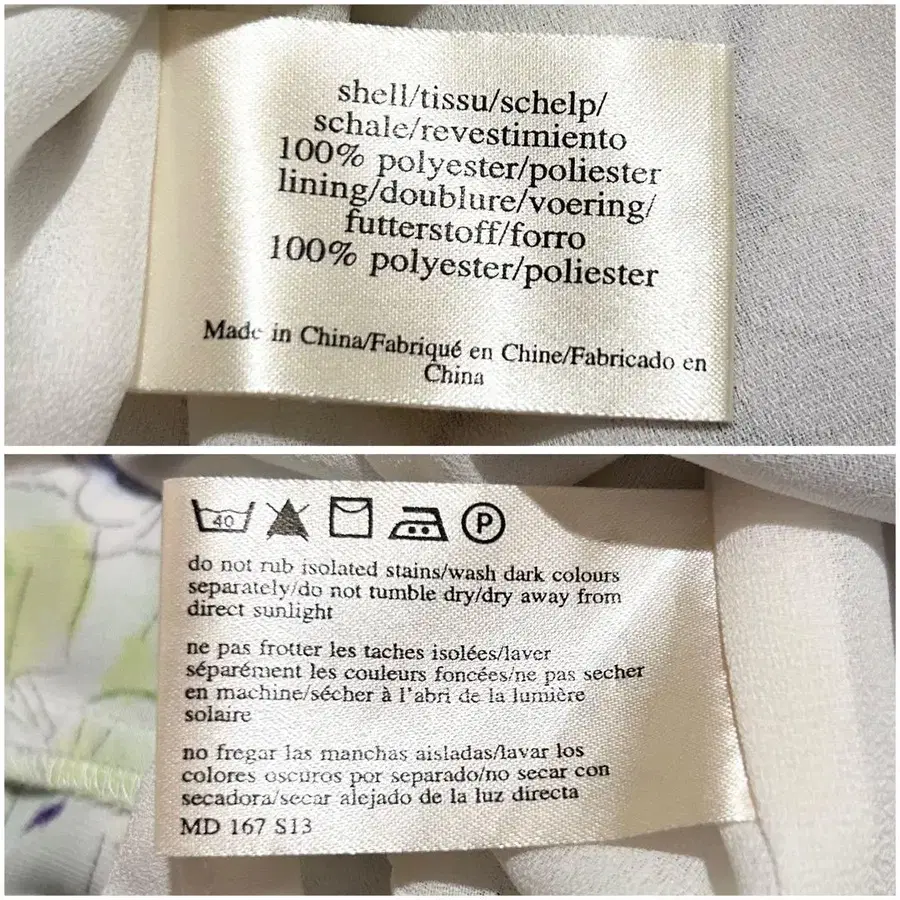 shell/tissu/schelp/
schale/revestimiento
100% polyester/poliester
lining/doublure/voering/
futterstoff/forro
100% polyester/poliester
Made in China/Fabriqué en Chine/Fabricado en
China
40
P
do not rub isolated stains/wash dark colours
separately/do not tumble dry/dry away from
direct sunlight
ne pas frotter les taches isolées/laver
séparément les couleurs foncées/ne pas secher
en machine/sécher à l'abri de la lumière
solaire
no fregar las manchas aisladas/lavar los
colores oscuros por separado/no secar con
secadora/secar alejado de la luz directa
MD 167 S13